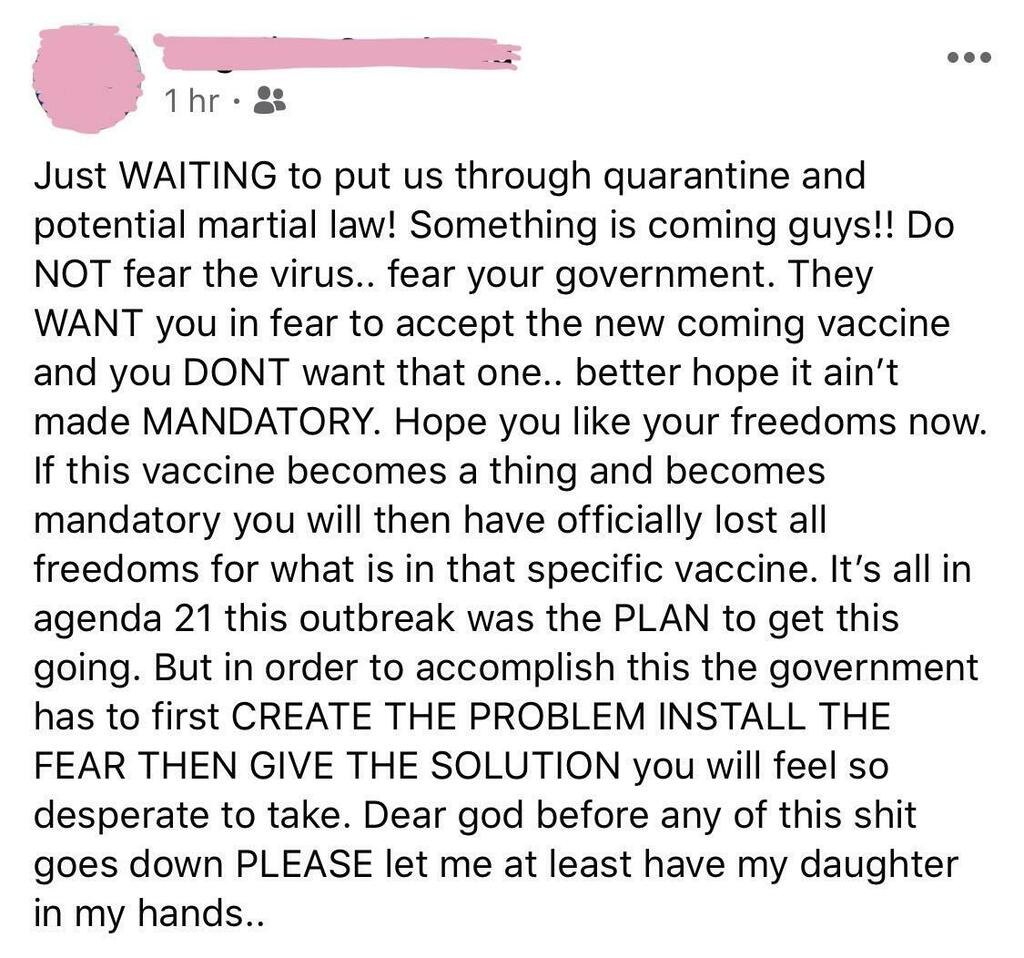 1 hr ·
Just WAITING to put us through quarantine and
potential martial law! Something is coming guys!! Do
NOT fear the virus.. fear your government. They
WANT you in fear to accept the new coming vaccine
and you DONT want that one.. better hope it ain’t
made MANDATORY. Hope you like your freedoms now.
If this vaccine becomes a thing and becomes
mandatory you will then have officially lost all
freedoms for what is in that specific vaccine. It’s all in
agenda 21 this outbreak was the PLAN to get this
going. But in order to accomplish this the government
has to first CREATE THE PROBLEM INSTALL THE
FEAR THEN GIVE THE SOLUTION you will feel so
desperate to take. Dear god before any of this shit
goes down PLEASE let me at least have my daughter
in my hands..